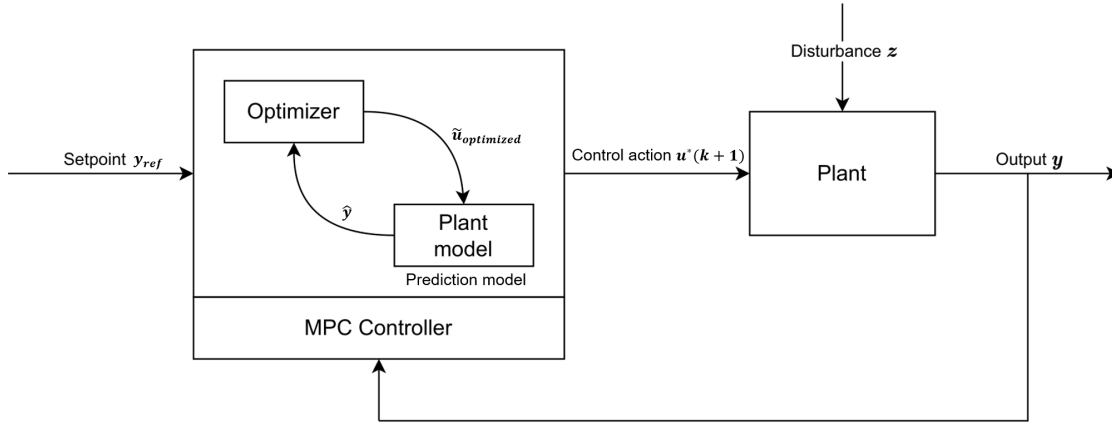 Disturbance z
Optimizer
ũ_optimized
Setpoint y_ref
Control action u*(k + 1)
Plant
Output y
ŷ
Plant
model
Prediction model
MPC Controller